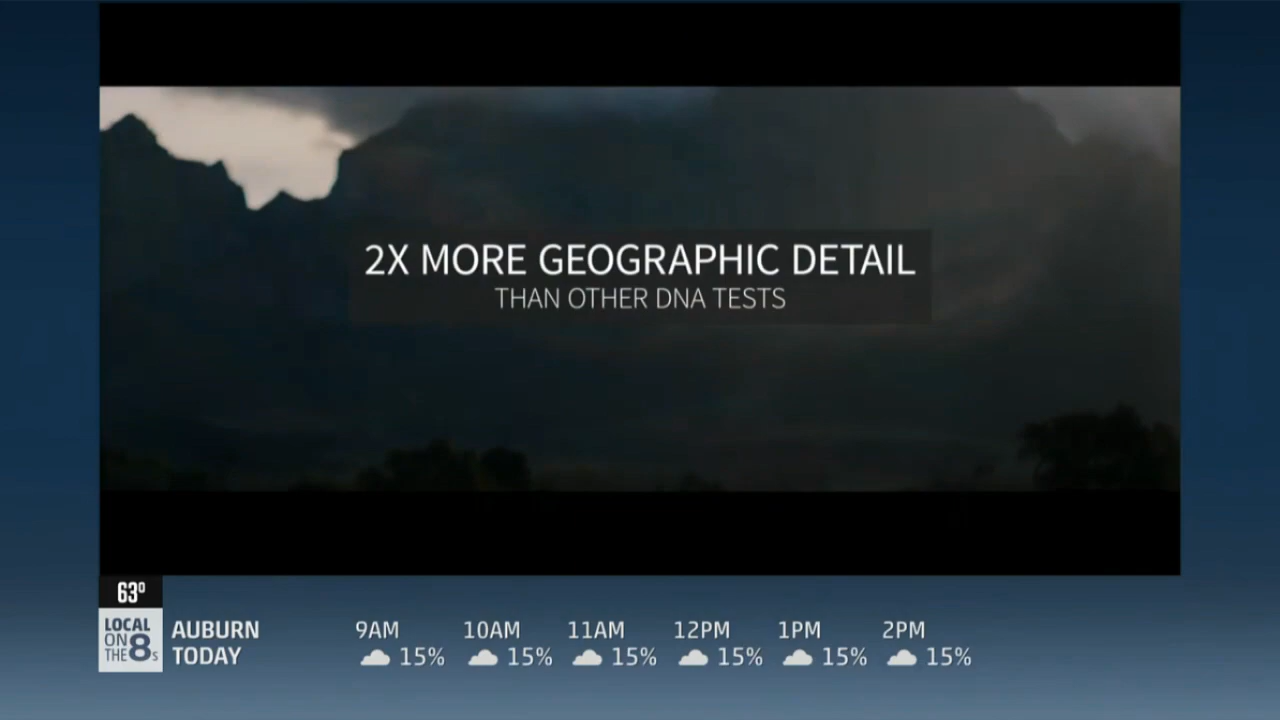 2X MORE GEOGRAPHIC DETAIL
THAN OTHER DNA TESTS
63°
LOCAL
ON
THE 8s
AUBURN
TODAY
9AM 10AM 11AM 12PM 1PM 2PM
15% 15% 15% 15% 15% 15%